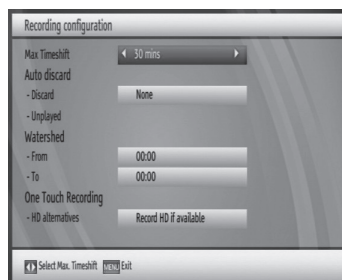 Recording configuration
Max Timeshift 30 mins
Auto discard
- Discard None
- Unplayed
Watershed
- From 00:00
- To 00:00
One Touch Recording
- HD alternatives Record HD if available
Select Max. Timeshift MENU Exit